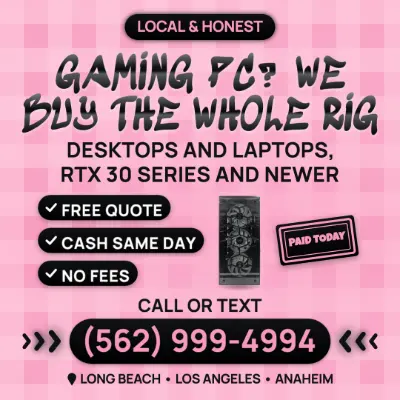 LOCAL & HONEST
GAMING PC? WE
BUY THE WHOLE RIG
DESKTOPS AND LAPTOPS,
RTX 30 SERIES AND NEWER
FREE QUOTE
CASH SAME DAY
NO FEES
PAID TODAY
CALL OR TEXT
(562) 999-4994
LONG BEACH • LOS ANGELES • ANAHEIM